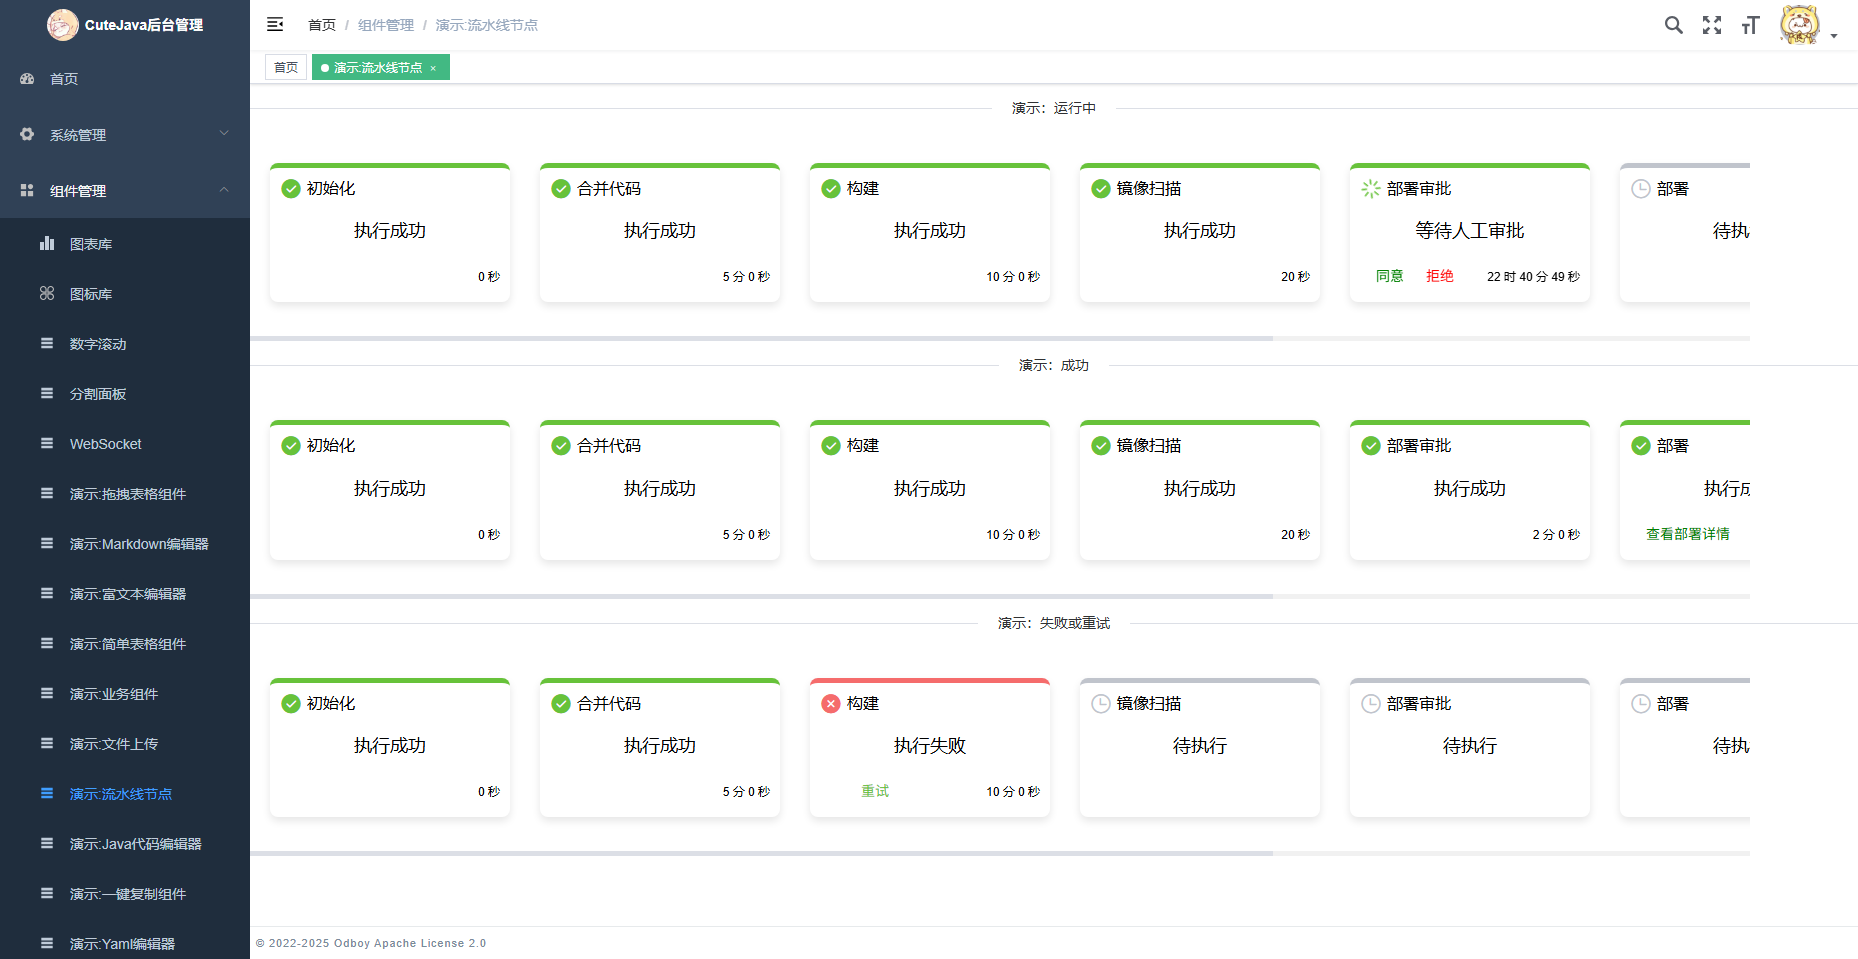 CuteJava后台管理
首页
系统管理
组件管理
图表库
图标库
数字滚动
分割面板
WebSocket
演示:拖拽表格组件
演示:Markdown编辑器
演示:富文本编辑器
演示:简单表格组件
演示:业务组件
演示:文件上传
演示:流水线节点
演示:Java代码编辑器
演示:一键复制组件
演示:Yaml编辑器
首页 / 组件管理 / 演示:流水线节点
首页 演示:流水线节点 ×
演示：运行中
初始化 合并代码 构建 镜像扫描 部署审批 部署
执行成功 执行成功 执行成功 执行成功 等待人工审批 待执
0 秒 5 分 0 秒 10 分 0 秒 20 秒 同意 拒绝 22 时 40 分 49 秒
演示：成功
初始化 合并代码 构建 镜像扫描 部署审批 部署
执行成功 执行成功 执行成功 执行成功 执行成功 执行成
0 秒 5 分 0 秒 10 分 0 秒 20 秒 2 分 0 秒 查看部署详情
演示：失败或重试
初始化 合并代码 构建 镜像扫描 部署审批 部署
执行成功 执行成功 执行失败 待执行 待执行 待执
0 秒 5 分 0 秒 重试 10 分 0 秒
© 2022-2025 Odboy Apache License 2.0